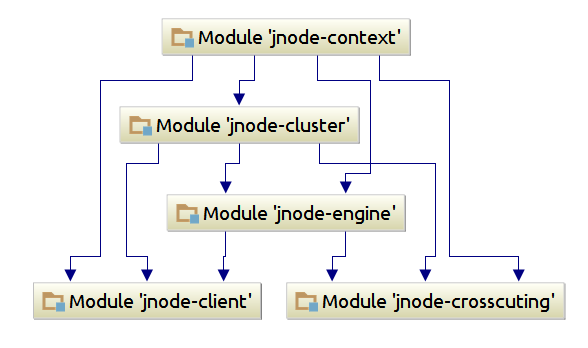 Module 'jnode-context'
Module 'jnode-cluster'
Module 'jnode-engine'
Module 'jnode-client'
Module 'jnode-crosscuting'